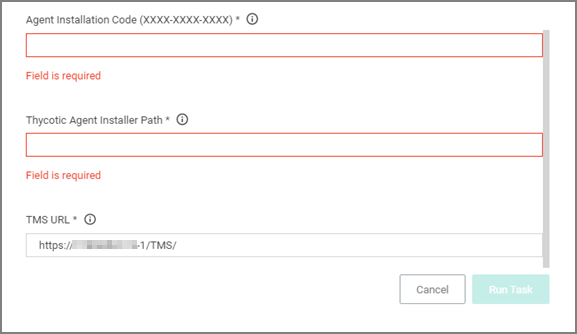 Agent Installation Code (XXXX-XXXX-XXXX) *
Field is required
Thycotic Agent Installer Path *
Field is required
TMS URL *
https:// -1/TMS/
Cancel
Run Task